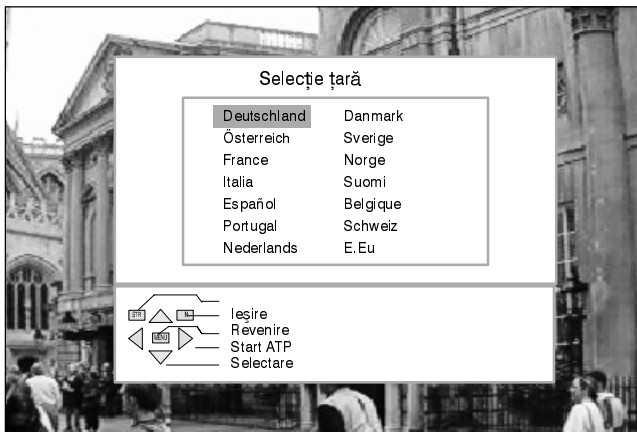 Selecție țară
Deutschland Danmark
Österreich Sverige
France Norge
Italia Suomi
Español Belgique
Portugal Schweiz
Nederlands E.Eu
STR N
Ieşire
MENU Revenire
Start ATP
Selectare